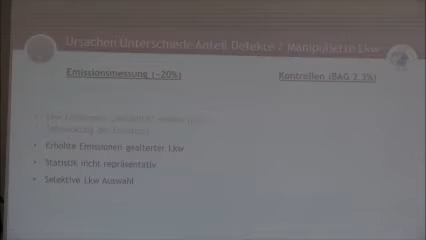 Ursachen Unterschiede Anteil Defekte / Manipulierte Lkw
Emissionsmessung (~20%)
Kontrollen (BAG 2,3%)
Erhöhte Emissionen gealterter Lkw
Statistik nicht repräsentativ
Selektive Lkw Auswahl